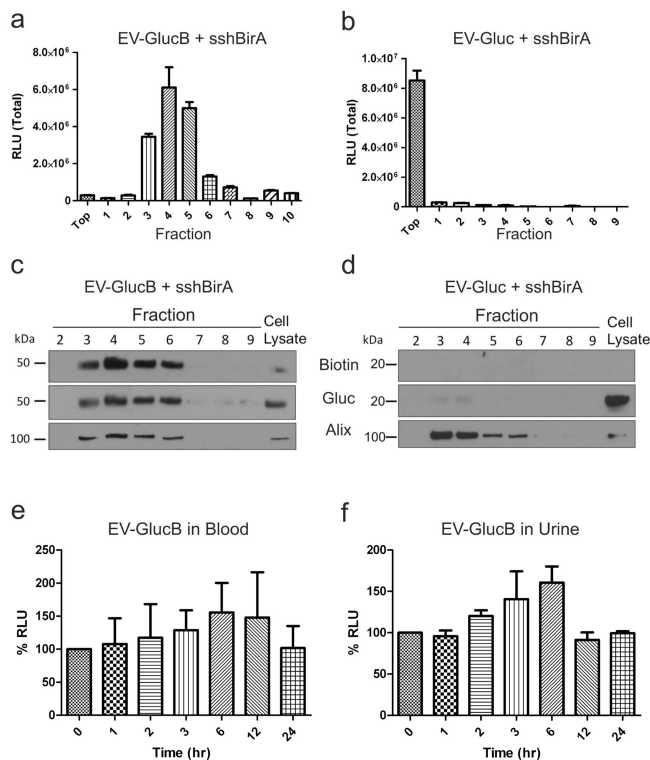 a
EV-GlucB + sshBirA
RLU (Total)
8.0×10⁶
6.0×10⁶
4.0×10⁶
2.0×10⁶
0
Top 1 2 3 4 5 6 7 8 9 10
Fraction
b
EV-Gluc + sshBirA
RLU (Total)
1.0×10⁸
8.0×10⁷
6.0×10⁷
4.0×10⁷
2.0×10⁷
0
Top 1 2 3 4 5 6 7 8 9
Fraction
c
EV-GlucB + sshBirA
Fraction
Cell
Lysate
kDa 2 3 4 5 6 7 8 9
50
50
100
d
EV-Gluc + sshBirA
Fraction
Cell
Lysate
kDa 2 3 4 5 6 7 8 9
Biotin 20
Gluc 20
Alix 100
e
EV-GlucB in Blood
% RLU
250
200
150
100
50
0
0 1 2 3 6 12 24
Time (hr)
f
EV-GlucB in Urine
% RLU
200
150
100
50
0
0 1 2 3 6 12 24
Time (hr)